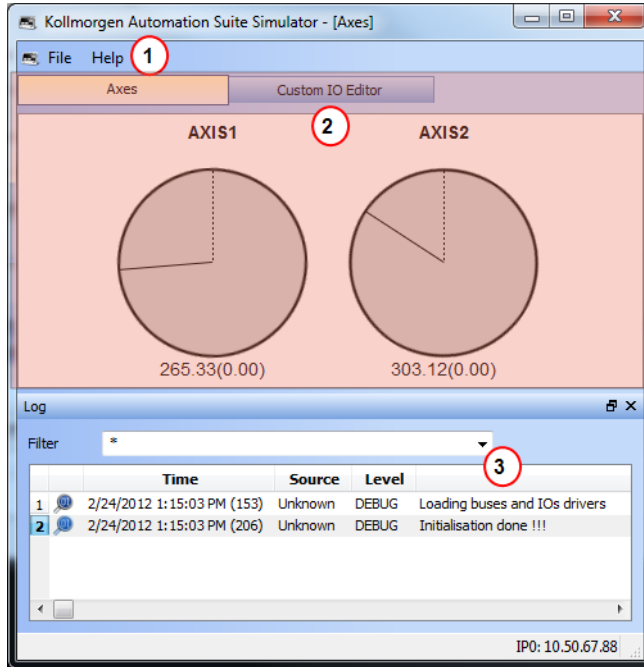 Kollmorgen Automation Suite Simulator - [Axes]
File Help 1
Axes Custom IO Editor
2
AXIS1 AXIS2
265.33(0.00) 303.12(0.00)
Log
Filter *
3
Time Source Level
1 2/24/2012 1:15:03 PM (153) Unknown DEBUG Loading buses and IOs drivers
2 2/24/2012 1:15:03 PM (206) Unknown DEBUG Initialisation done !!!
IP0: 10.50.67.88